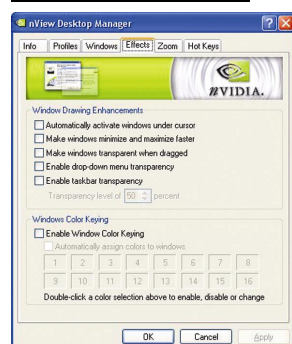 nView Desktop Manager
Info Profiles Windows Effects Zoom Hot Keys
nVIDIA.
Window Drawing Enhancements
Automatically activate windows under cursor
Make windows minimize and maximize faster
Make windows transparent when dragged
Enable drop-down menu transparency
Enable taskbar transparency
Transparency level of 50 percent
Windows Color Keying
Enable Window Color Keying
Automatically assign colors to windows
1 2 3 4 5 6 7 8
9 10 11 12 13 14 15 16
Double-click a color selection above to enable, disable or change
OK Cancel Apply